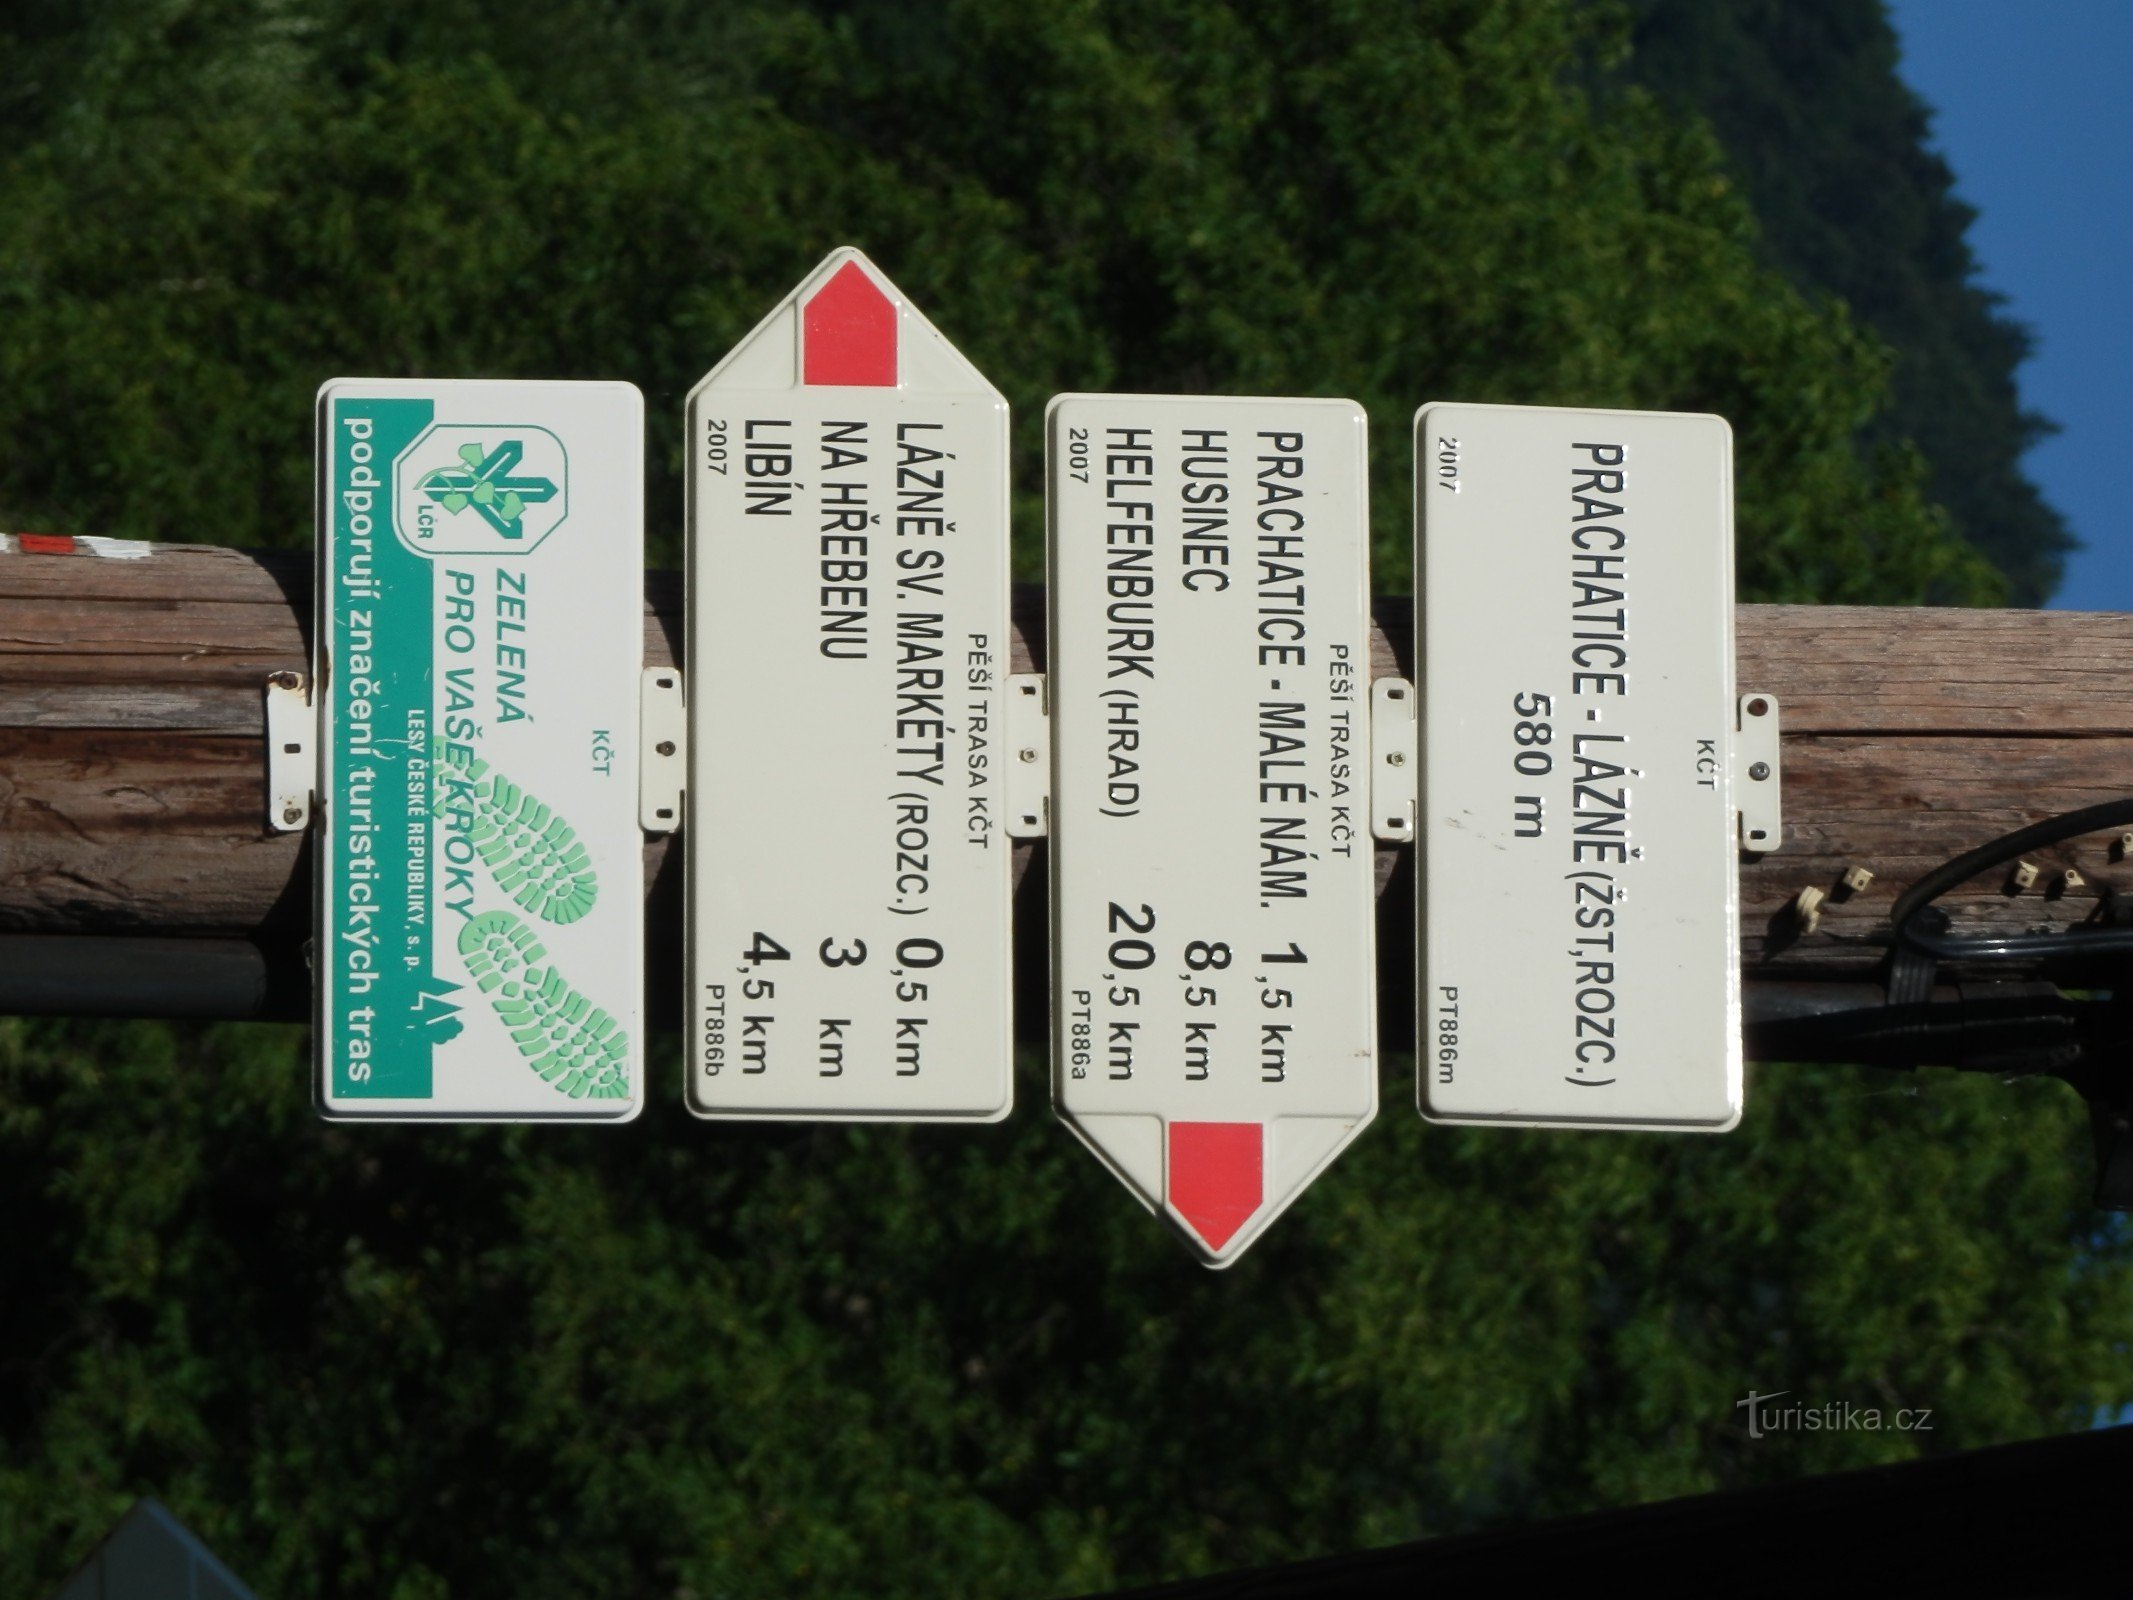 KČT
PRACHATICE - LÁZNĚ (ŽST,ROZC.)
580 m
2007 PT886m
PĚŠÍ TRASA KČT
PRACHATICE - MALÉ NÁM. 1,5 km
HUSINEC 8,5 km
HELFENBURK (HRAD) 20,5 km
2007 PT886a
PĚŠÍ TRASA KČT
LÁZNĚ SV. MARKÉTY (ROZC.) 0,5 km
NA HŘEBENU 3 km
LIBÍN 4,5 km
2007 PT886b
KČT
ZELENÁ
PRO VAŠE KROKY
LČR
LESY ČESKÉ REPUBLIKY, s. p.
podporují značení turistických tras
Turistika.cz